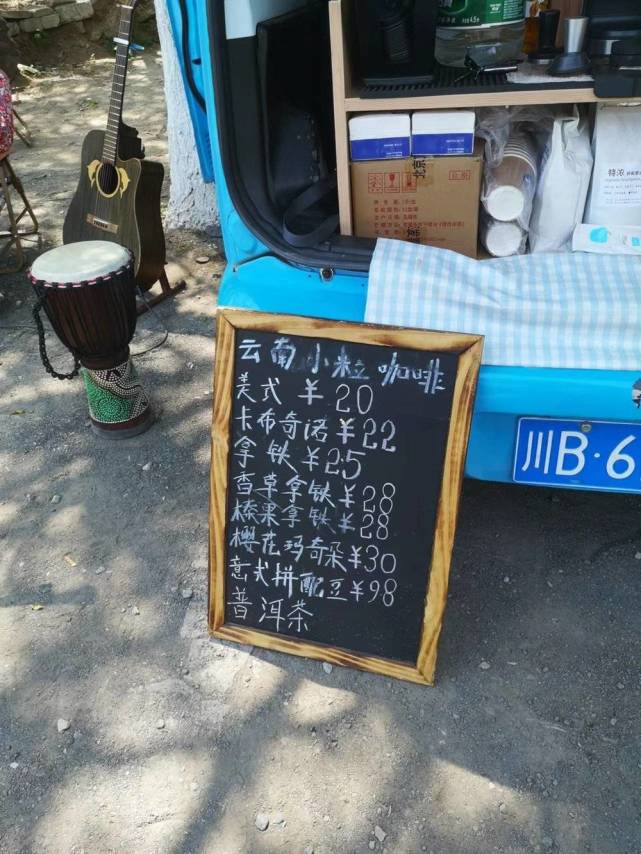 云南小粒咖啡
美式 ¥20
卡布奇诺 ¥22
拿铁 ¥25
香草拿铁 ¥28
榛果拿铁 ¥28
樱花玛奇朵 ¥30
意式拼配豆 ¥98
普洱茶
川B·6
特浓